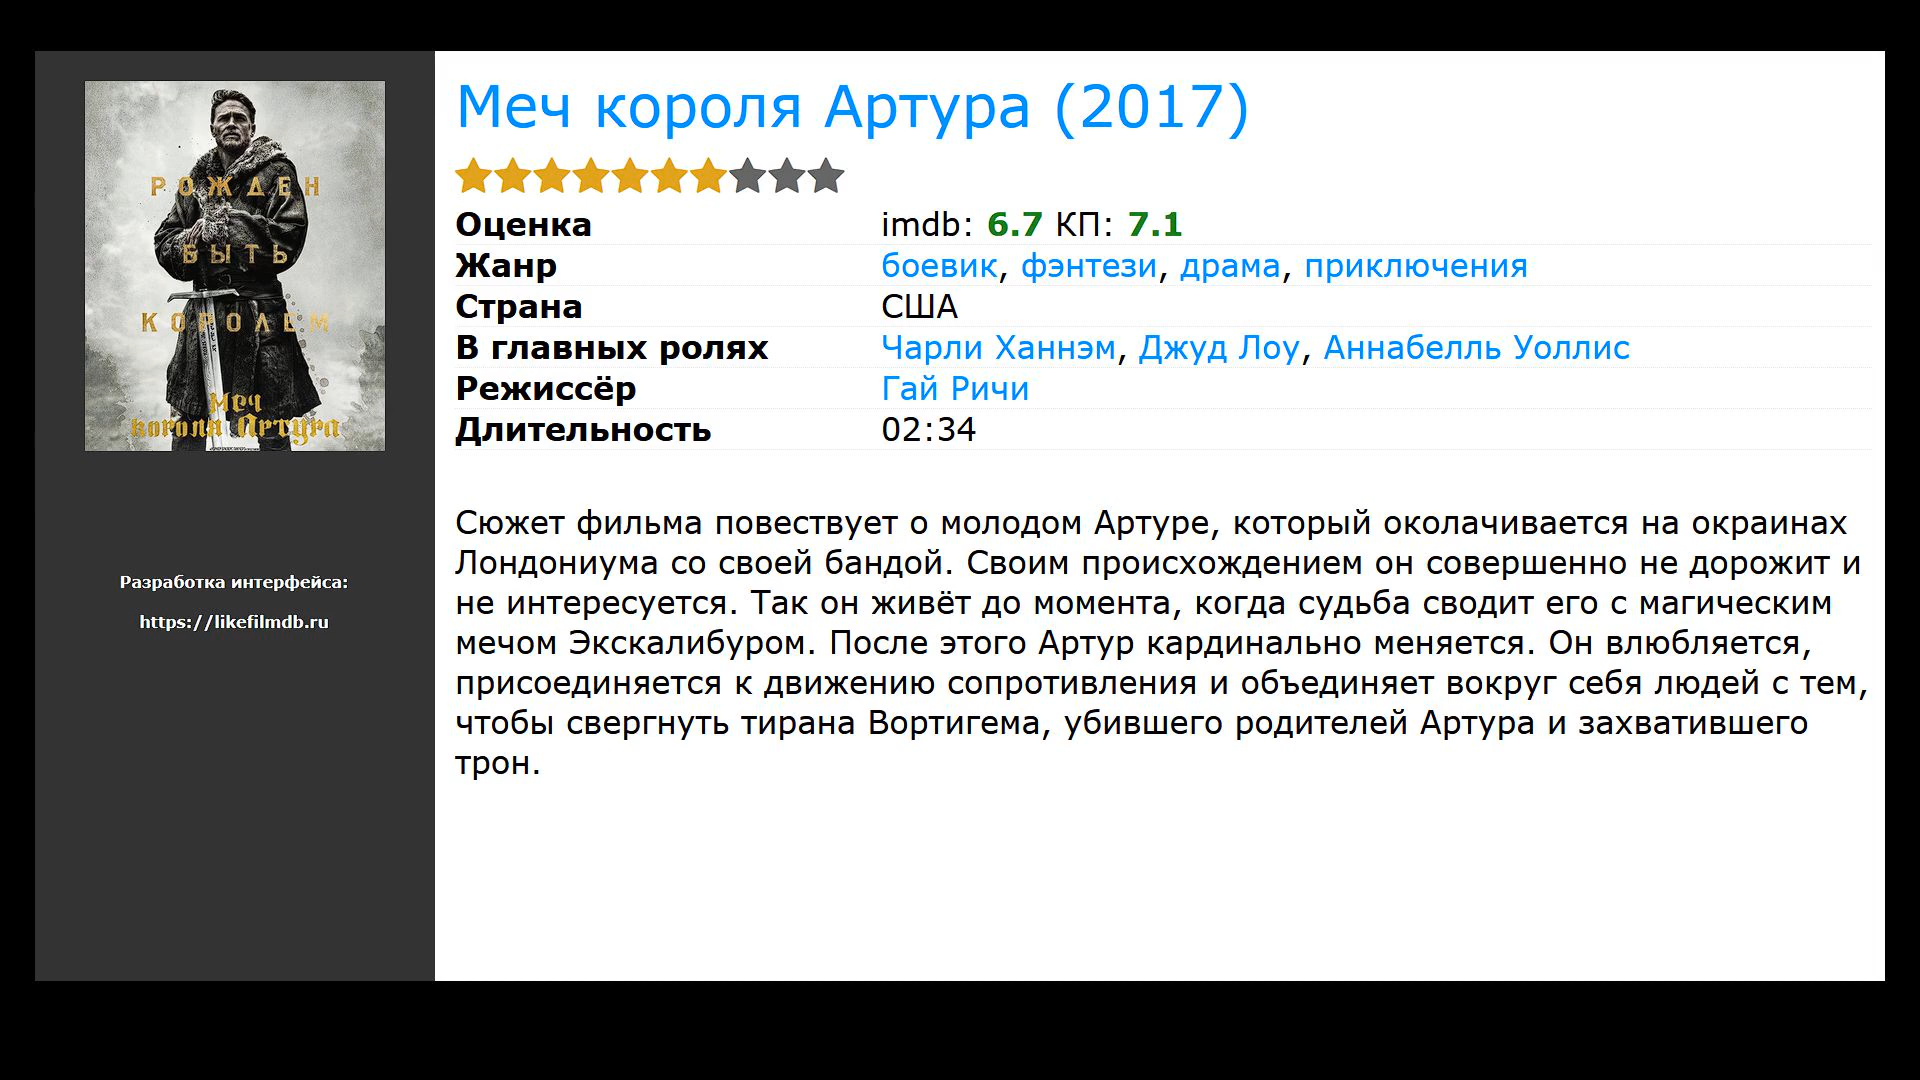 РОЖДЕН
БЫТЬ
КОРОЛЕМ
Меч
короля Артура
Разработка интерфейса:
https://likefilmdb.ru
Меч короля Артура (2017)
Оценка imdb: 6.7 КП: 7.1
Жанр боевик, фэнтези, драма, приключения
Страна США
В главных ролях Чарли Ханнэм, Джуд Лоу, Аннабелль Уоллис
Режиссёр Гай Ричи
Длительность 02:34
Сюжет фильма повествует о молодом Артуре, который околачивается на окраинах
Лондониума со своей бандой. Своим происхождением он совершенно не дорожит и
не интересуется. Так он живёт до момента, когда судьба сводит его с магическим
мечом Экскалибуром. После этого Артур кардинально меняется. Он влюбляется,
присоединяется к движению сопротивления и объединяет вокруг себя людей с тем,
чтобы свергнуть тирана Вортигема, убившего родителей Артура и захватившего
трон.